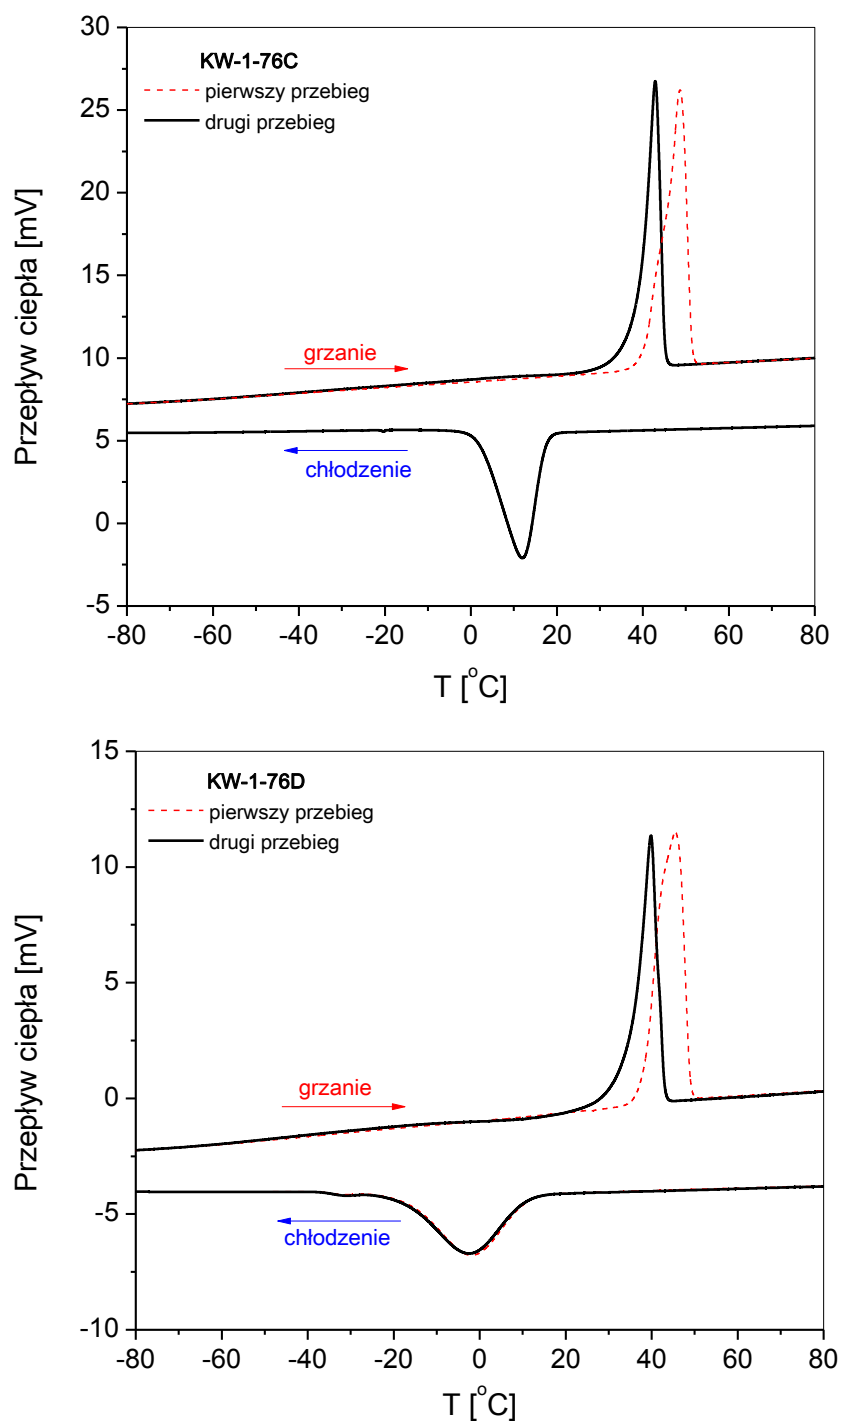 30
25
20
15
10
5
0
-5
Przepływ ciepła [mV]
KW-1-76C
pierwszy przebieg
drugi przebieg
grzanie
chłodzenie
-80 -60 -40 -20 0 20 40 60 80
T [°C]
15
10
5
0
-5
-10
Przepływ ciepła [mV]
KW-1-76D
pierwszy przebieg
drugi przebieg
grzanie
chłodzenie
-80 -60 -40 -20 0 20 40 60 80
T [°C]